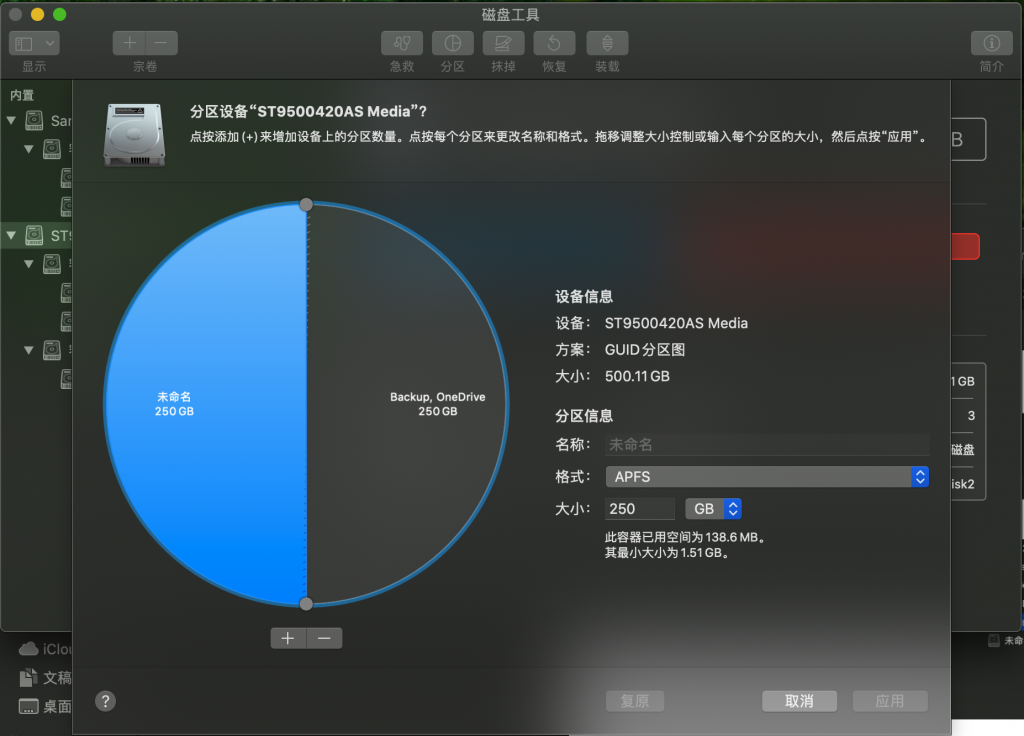 磁盘工具
显示
宗卷
急救
分区
抹掉
恢复
装载
简介
内置
分区设备“ST9500420AS Media”?
点按添加 (+) 来增加设备上的分区数量。点按每个分区来更改名称和格式。拖移调整大小控制或输入每个分区的大小，然后点按“应用”。
B
未命名
250 GB
Backup, OneDrive
250 GB
设备信息
设备： ST9500420AS Media
方案： GUID 分区图
大小： 500.11 GB
分区信息
名称： 未命名
格式： APFS
大小： 250 GB
此容器已用空间为 138.6 MB。
其最小大小为 1.51 GB。
1 GB
3
磁盘
isk2
+ −
? 复原 取消 应用
iClou
文稿
桌面
未命